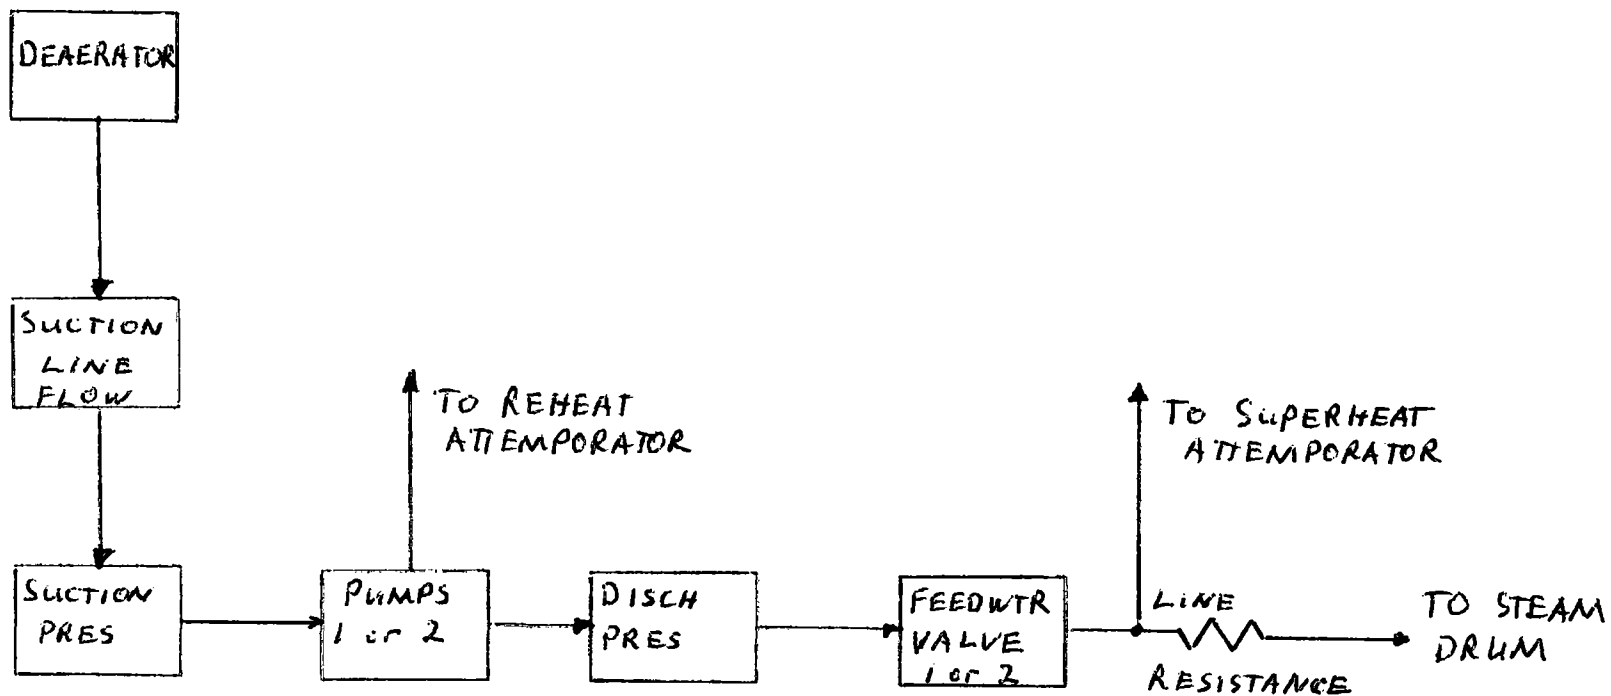 DEAERATOR
SUCTION
LINE
FLOW
TO REHEAT
ATTEMPORATOR
TO SUPERHEAT
ATTEMPORATOR
SUCTION
PRES
PUMPS
1 or 2
DISCH
PRES
FEEDWTR
VALVE
1 or 2
LINE
RESISTANCE
TO STEAM
DRUM